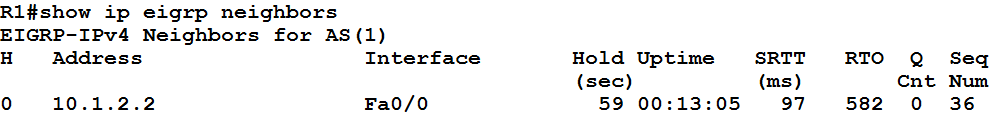 R1#show ip eigrp neighbors
EIGRP-IPv4 Neighbors for AS(1)
H   Address                 Interface              Hold Uptime   SRTT   RTO  Q  Seq
                                                   (sec)         (ms)       Cnt Num
0   10.1.2.2                Fa0/0                    59 00:13:05   97   582  0  36